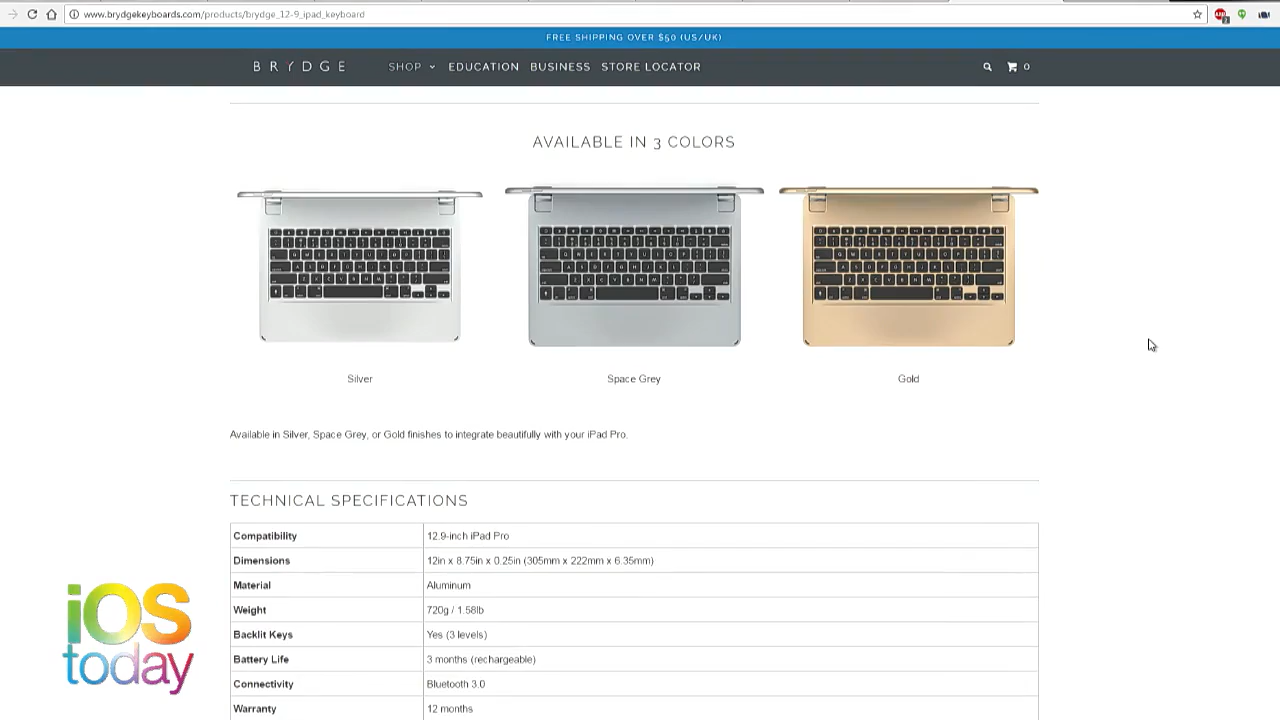 www.brydgekeyboards.com/products/brydge_12-9_ipad_keyboard
FREE SHIPPING OVER $50 (US/UK)
BRYDGE SHOP EDUCATION BUSINESS STORE LOCATOR 0
AVAILABLE IN 3 COLORS
Silver Space Grey Gold
Available in Silver, Space Grey, or Gold finishes to integrate beautifully with your iPad Pro.
TECHNICAL SPECIFICATIONS
Compatibility 12.9-inch iPad Pro
Dimensions 12in x 8.75in x 0.25in (305mm x 222mm x 6.35mm)
Material Aluminum
Weight 720g / 1.58lb
Backlit Keys Yes (3 levels)
Battery Life 3 months (rechargeable)
Connectivity Bluetooth 3.0
Warranty 12 months
iOS
today